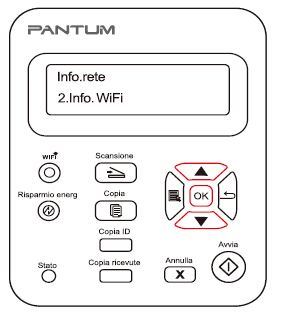 PANTUM
Info.rete
2.Info. WiFi
WiFi
Scansione
Risparmio energ
Copia
OK
Copia ID
Avvia
Stato
Copia ricevute
Annulla
X